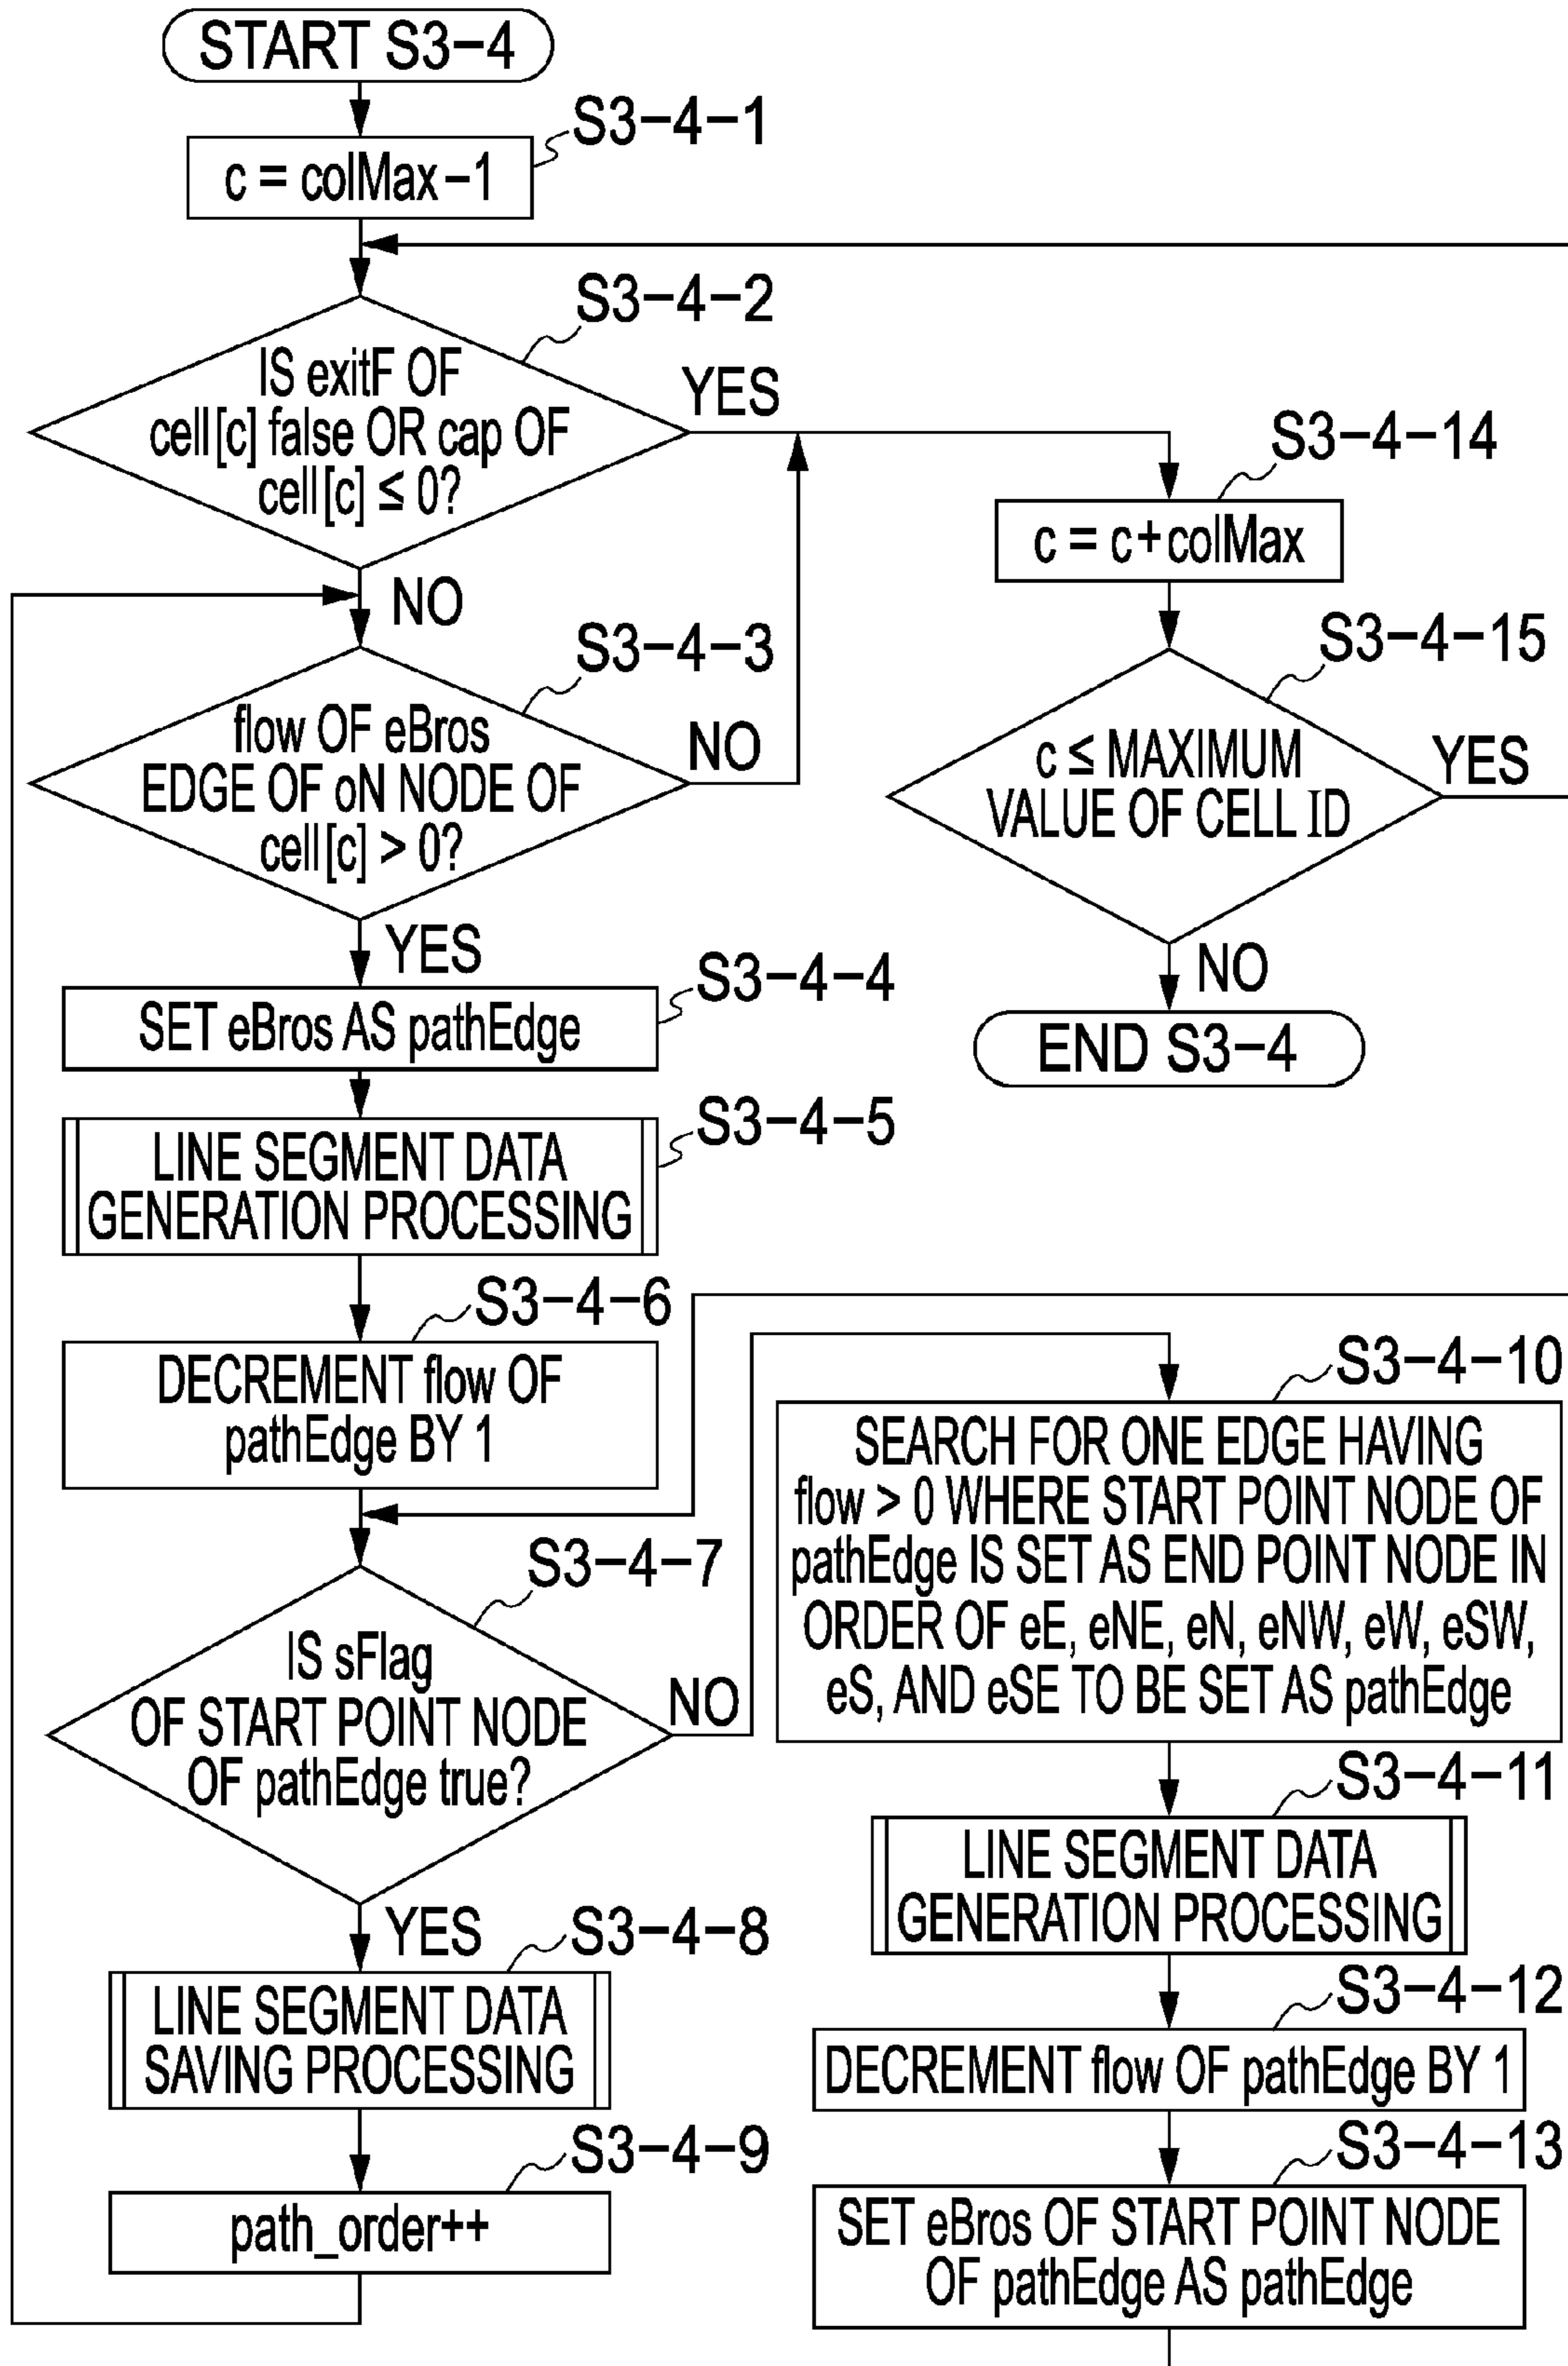 START S3-4
S3-4-1
c = colMax-1
S3-4-2
IS exitF OF
cell[c] false OR cap OF
cell[c] ≤ 0?
YES
NO
S3-4-14
c = c+colMax
S3-4-3
flow OF eBros
EDGE OF oN NODE OF
cell[c] > 0?
NO
YES
S3-4-15
c ≤ MAXIMUM
VALUE OF CELL ID
YES
NO
END S3-4
S3-4-4
SET eBros AS pathEdge
S3-4-5
LINE SEGMENT DATA
GENERATION PROCESSING
S3-4-6
DECREMENT flow OF
pathEdge BY 1
S3-4-7
IS sFlag
OF START POINT NODE
OF pathEdge true?
NO
YES
S3-4-8
LINE SEGMENT DATA
SAVING PROCESSING
S3-4-9
path_order++
S3-4-10
SEARCH FOR ONE EDGE HAVING
flow > 0 WHERE START POINT NODE OF
pathEdge IS SET AS END POINT NODE IN
ORDER OF eE, eNE, eN, eNW, eW, eSW,
eS, AND eSE TO BE SET AS pathEdge
S3-4-11
LINE SEGMENT DATA
GENERATION PROCESSING
S3-4-12
DECREMENT flow OF pathEdge BY 1
S3-4-13
SET eBros OF START POINT NODE
OF pathEdge AS pathEdge